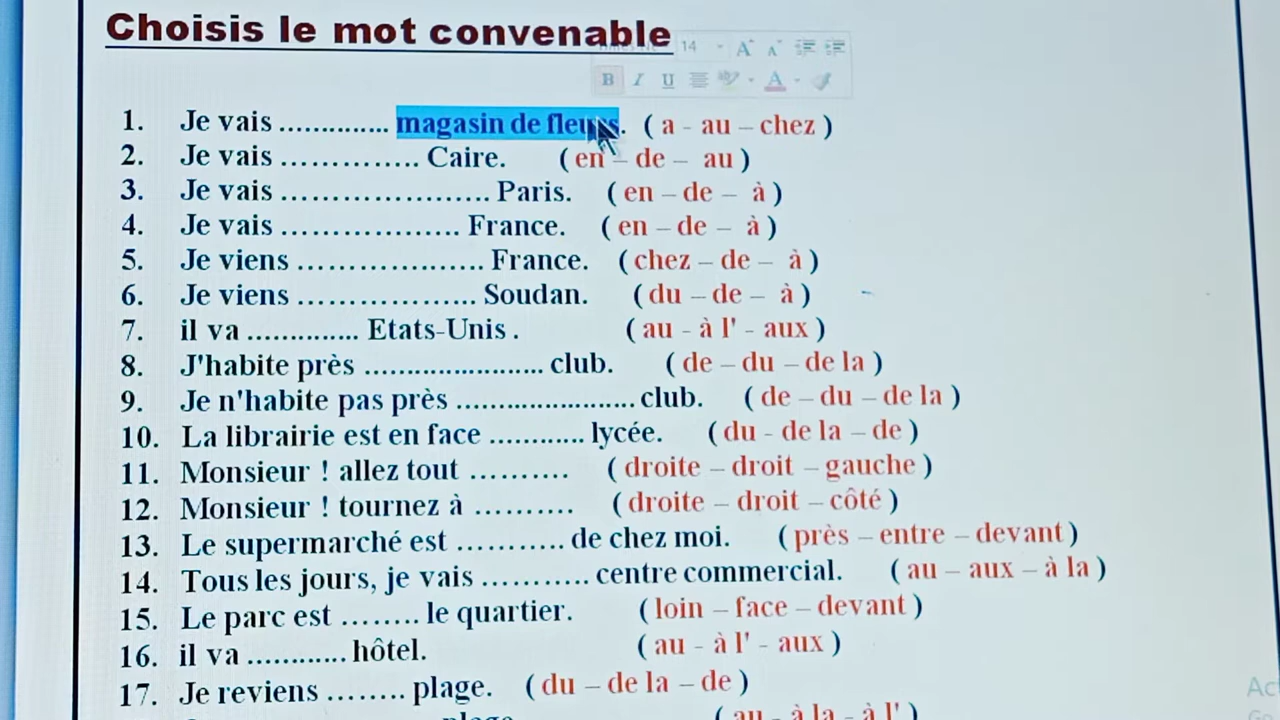 Choisis le mot convenable
14
B I U
1. Je vais .............. magasin de fleurs. ( a - au – chez )
2. Je vais .............. Caire. ( en – de – au )
3. Je vais ..................... Paris. ( en – de – à )
4. Je vais .................. France. ( en – de – à )
5. Je viens ................... France. ( chez – de – à )
6. Je viens .................. Soudan. ( du – de – à )
7. il va .............. Etats-Unis . ( au - à l' - aux )
8. J'habite près ....................... club. ( de – du – de la )
9. Je n'habite pas près ....................... club. ( de – du – de la )
10. La librairie est en face ............ lycée. ( du - de la – de )
11. Monsieur ! allez tout .......... ( droite – droit – gauche )
12. Monsieur ! tournez à .......... ( droite – droit – côté )
13. Le supermarché est ........... de chez moi. ( près – entre – devant )
14. Tous les jours, je vais ........... centre commercial. ( au – aux – à la )
15. Le parc est ........ le quartier. ( loin – face – devant )
16. il va ............ hôtel. ( au - à l' - aux )
17. Je reviens ........ plage. ( du – de la – de )
plage ( au - à la - à l' )